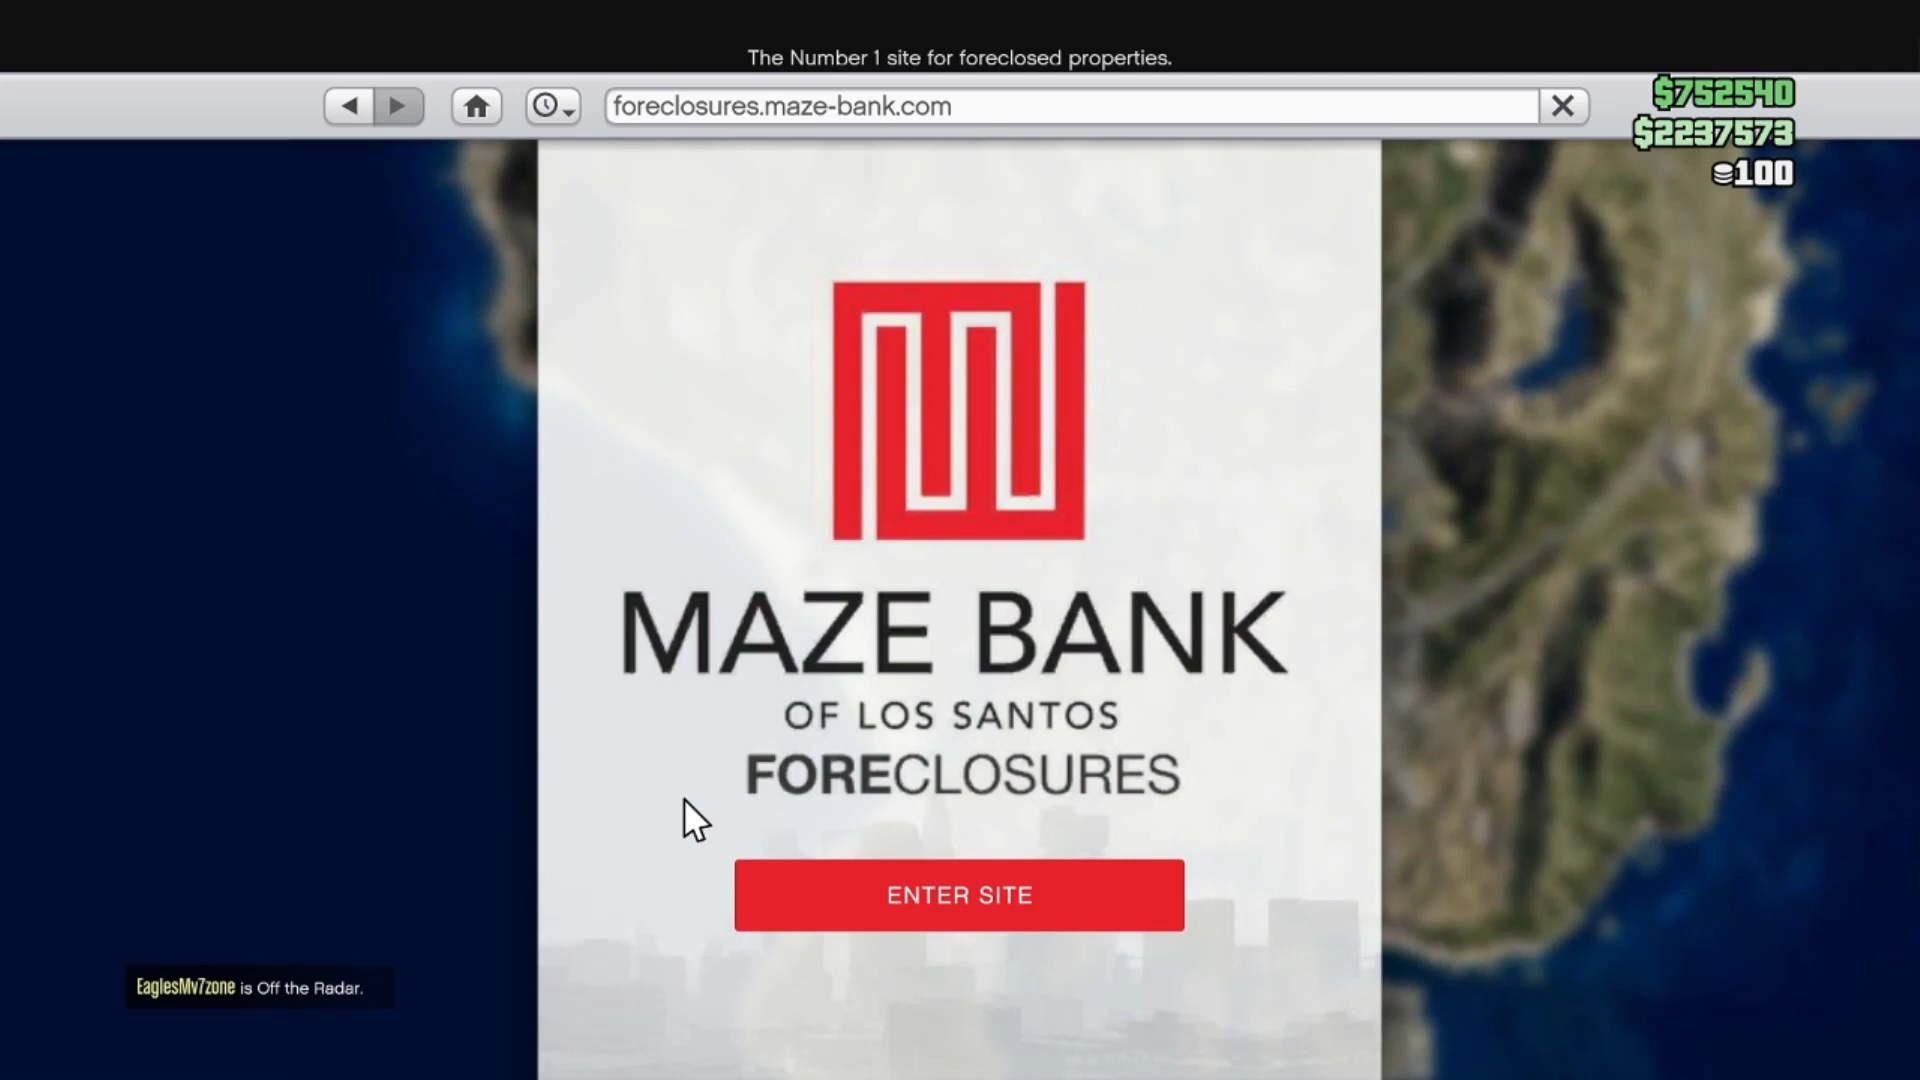 The Number 1 site for foreclosed properties.
foreclosures.maze-bank.com
$752540
$2237573
100
MAZE BANK
OF LOS SANTOS
FORECLOSURES
ENTER SITE
EaglesMv7zone is Off the Radar.